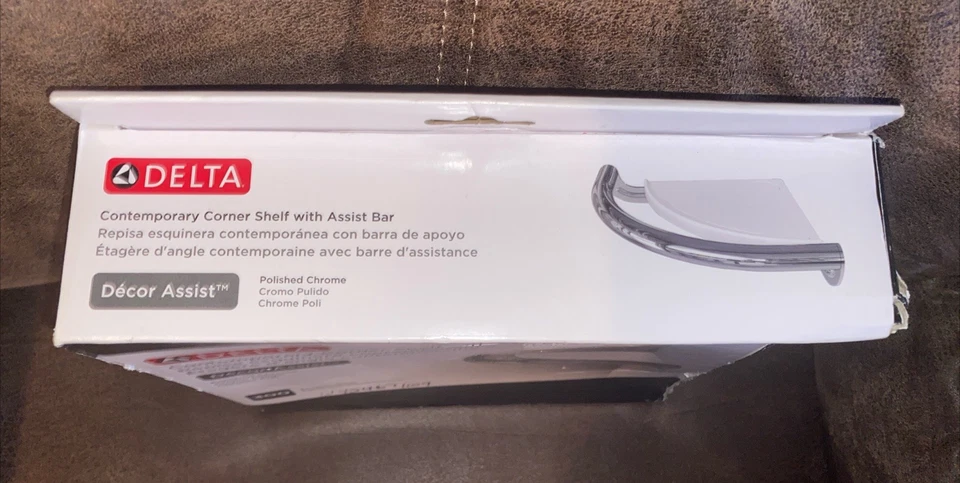 DELTA
Contemporary Corner Shelf with Assist Bar
Repisa esquinera contemporánea con barra de apoyo
Étagère d'angle contemporaine avec barre d'assistance
Décor Assist™
Polished Chrome
Cromo Pulido
Chrome Poli